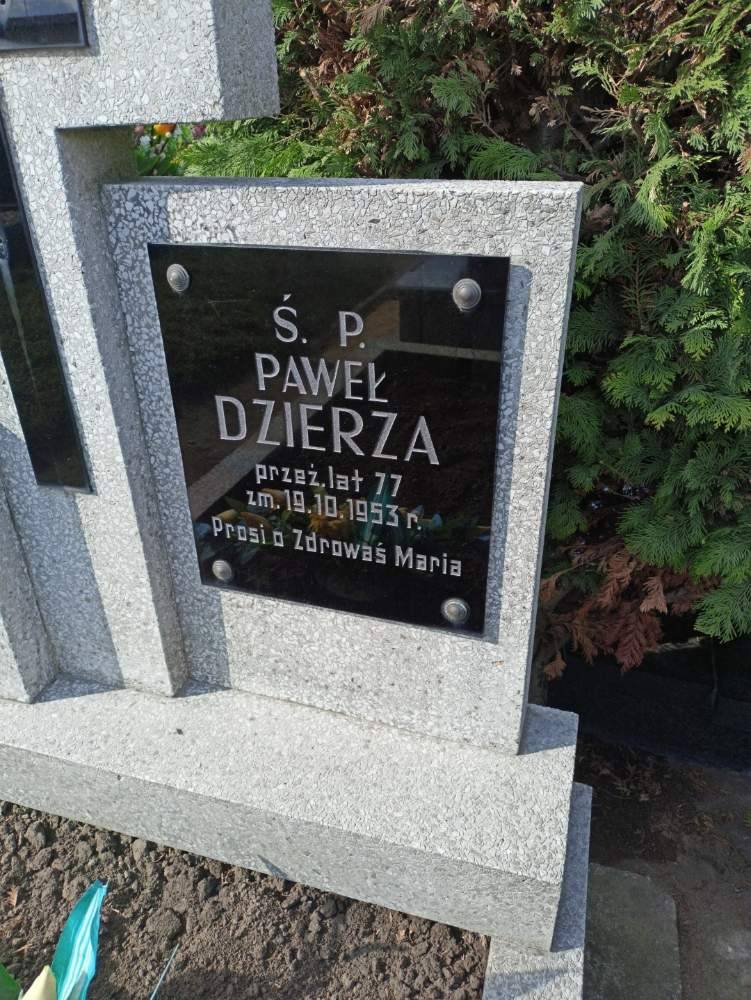 Ś. P.
PAWEŁ
DZIERZA
przeż. lat 77
zm. 19.10.1953 r.
Prosi o Zdrowaś Maria